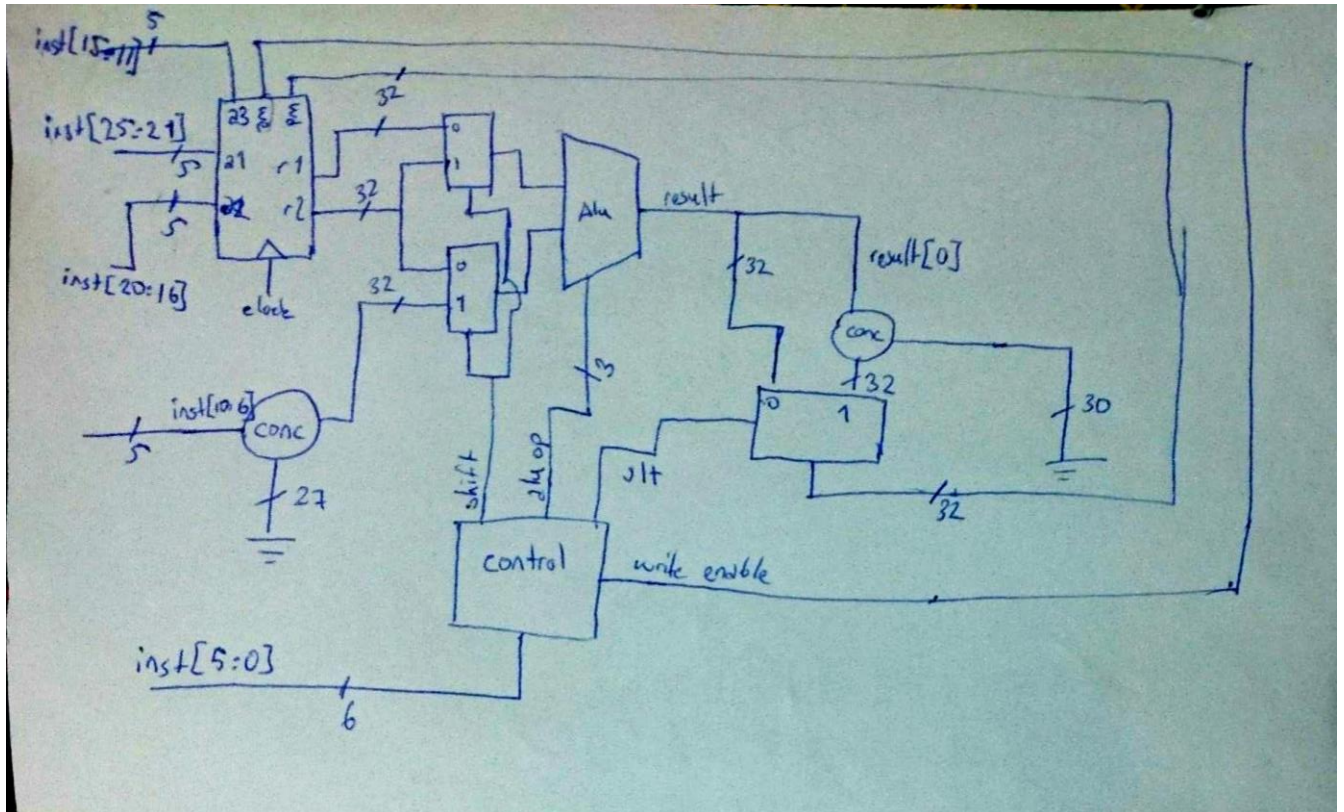 5
inst[15-11]
32
inst[25:21]
5
a3
a1
r1
r2
5
32
inst[20:16]
clock
0
1
0
1
32
Alu
result
32
result[0]
conc
32
0
1
30
32
inst[10:6]
conc
5
27
shift
alu op
3
slt
control
write enable
inst[5:0]
6